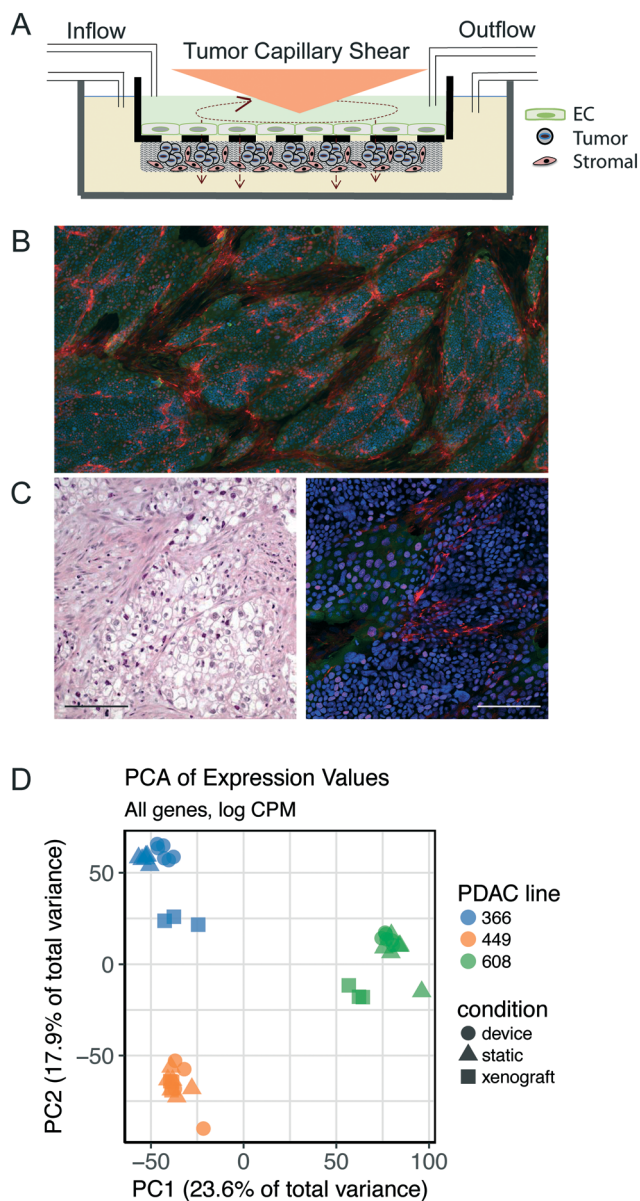 A
Inflow
Tumor Capillary Shear
Outflow
EC
Tumor
Stromal
B
C
D
PCA of Expression Values
All genes, log CPM
PC2 (17.9% of total variance)
50
0
−50
−50
0
50
100
PC1 (23.6% of total variance)
PDAC line
366
449
608
condition
device
static
xenograft